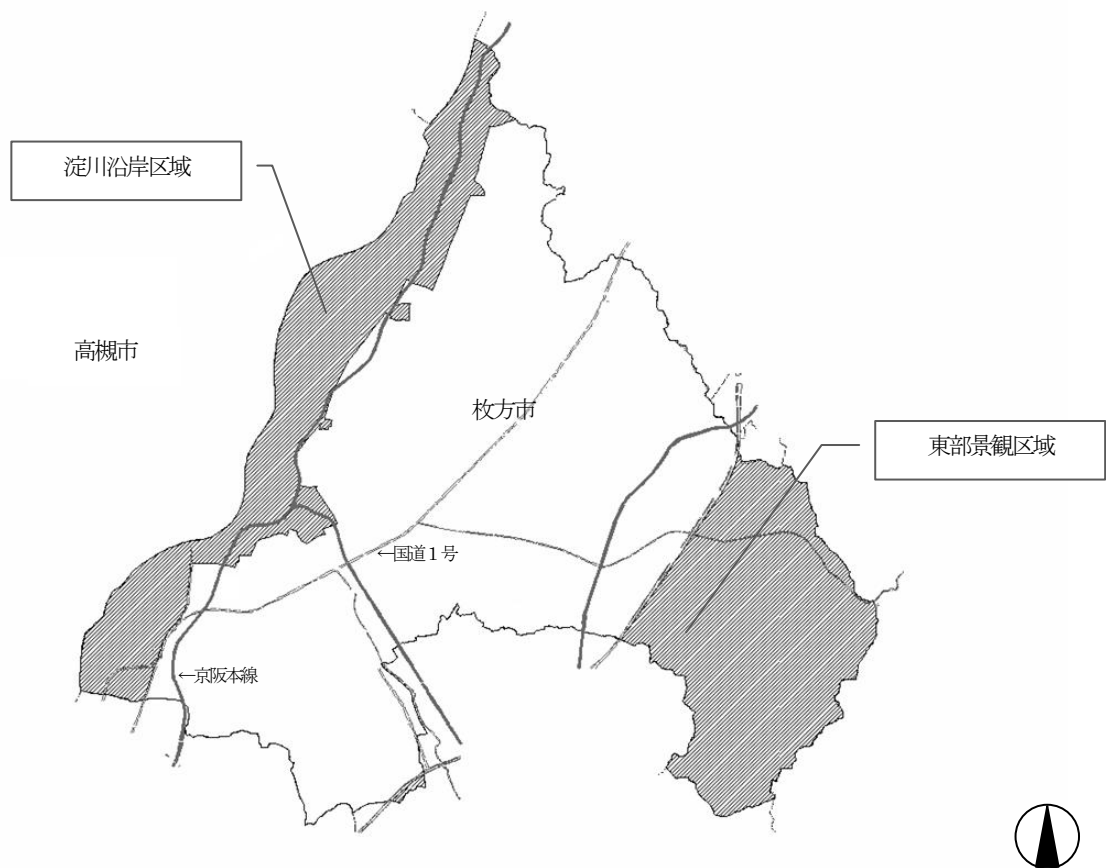 淀川沿岸区域
高槻市
枚方市
東部景観区域
←国道1号
←京阪本線